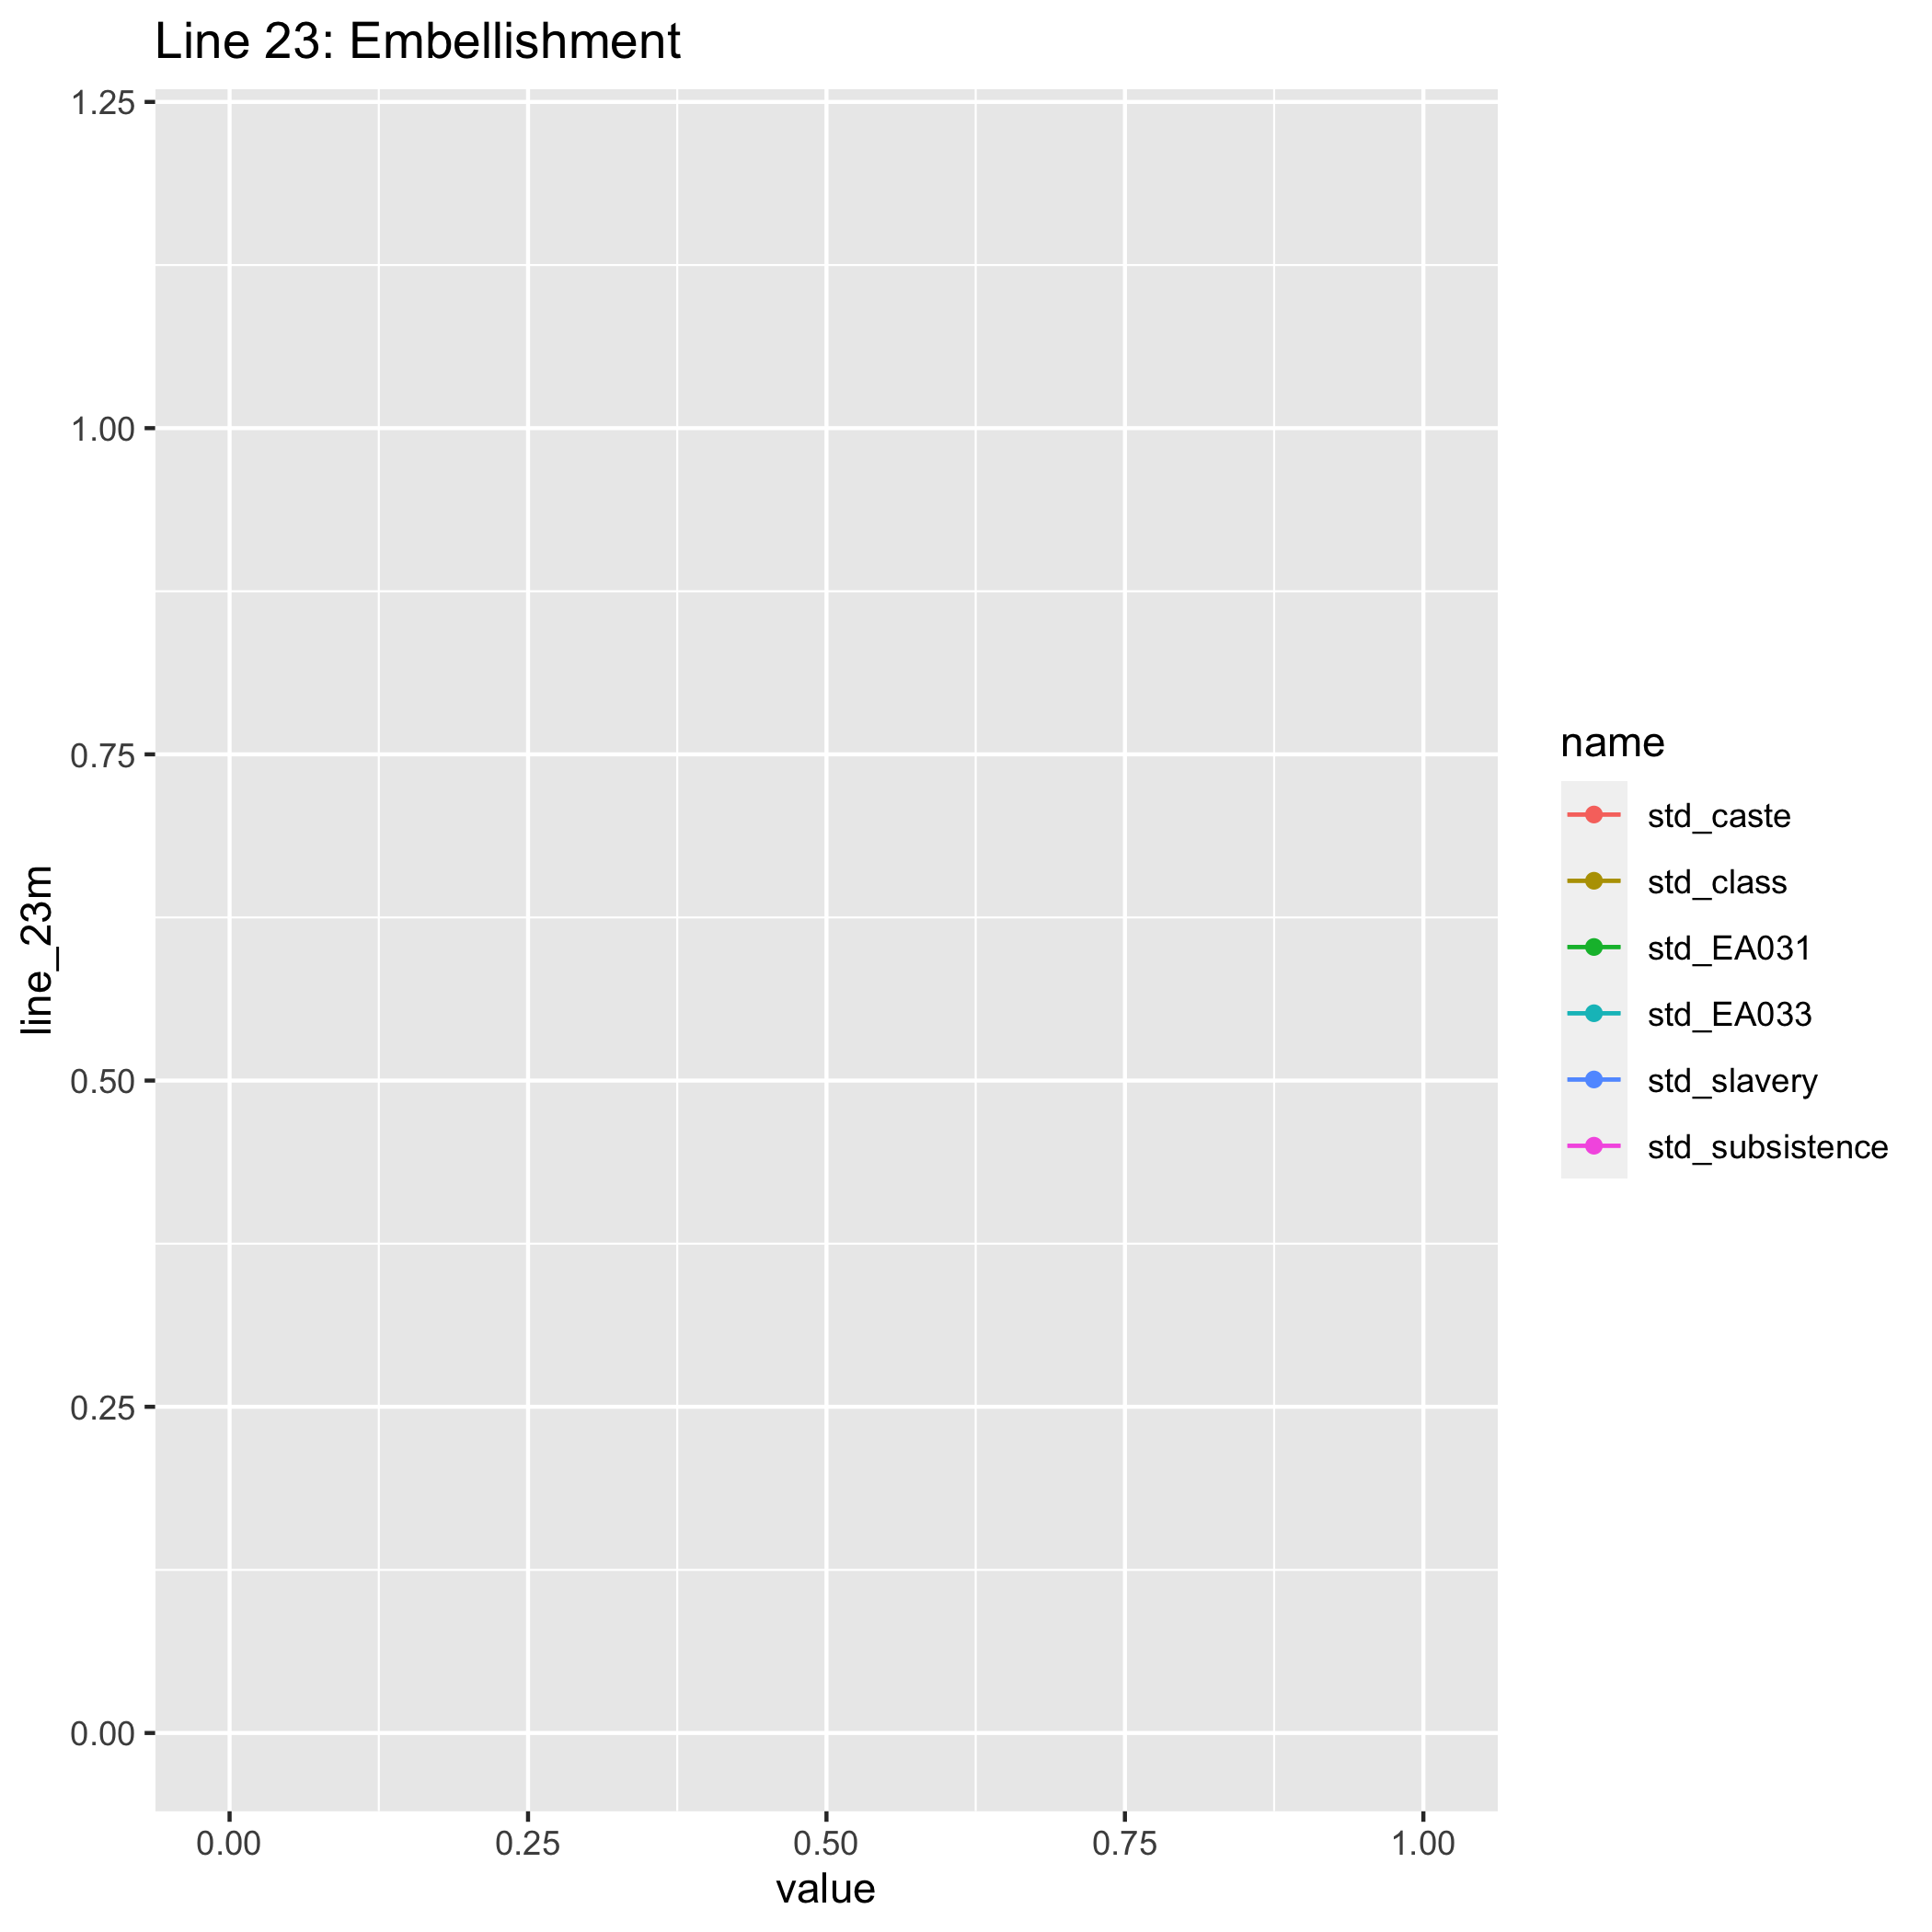 Line 23: Embellishment
1.25
1.00
0.75
0.50
0.25
0.00
line_23m
0.00 0.25 0.50 0.75 1.00
value
name
std_caste
std_class
std_EA031
std_EA033
std_slavery
std_subsistence